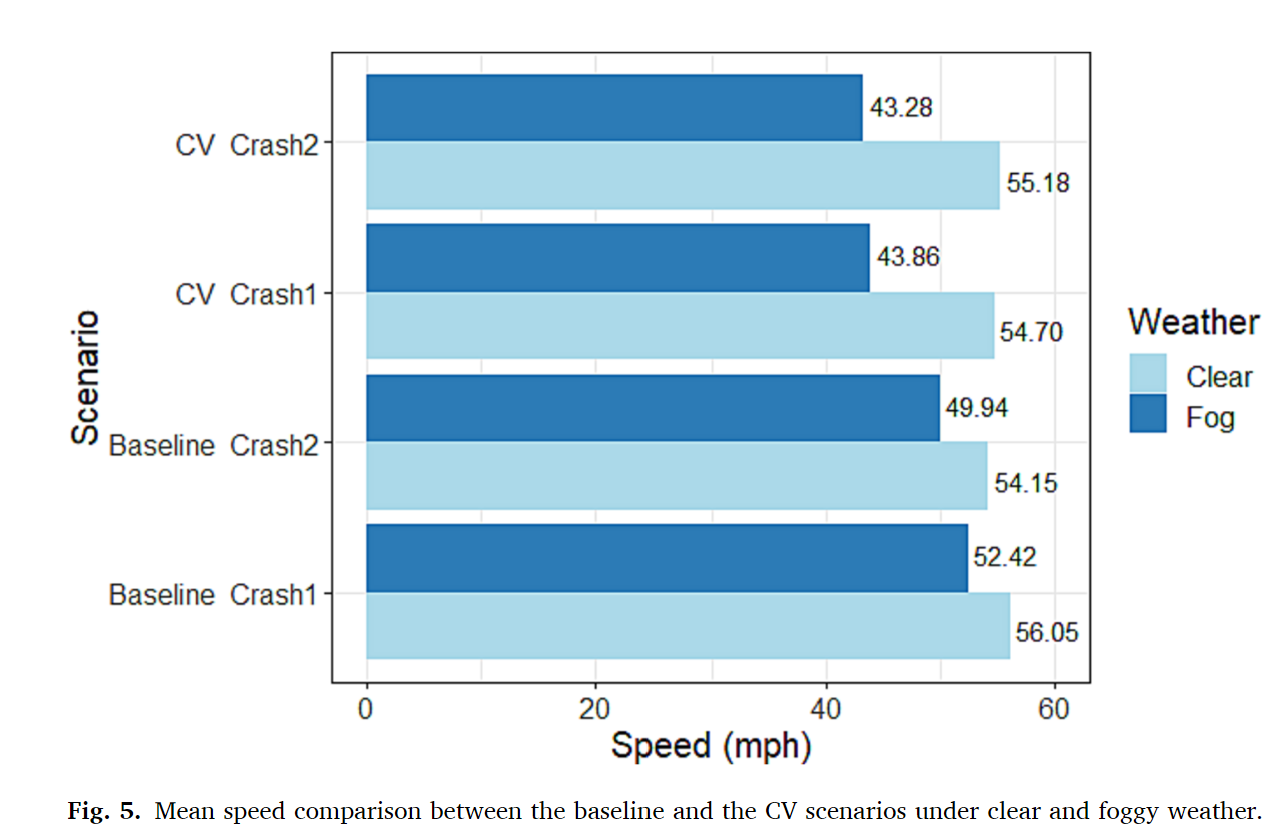 43.28
CV Crash2
55.18
43.86
CV Crash1
54.70
Scenario
Weather
Clear
Fog
49.94
Baseline Crash2
54.15
52.42
Baseline Crash1
56.05
0 20 40 60
Speed (mph)
Fig. 5. Mean speed comparison between the baseline and the CV scenarios under clear and foggy weather.